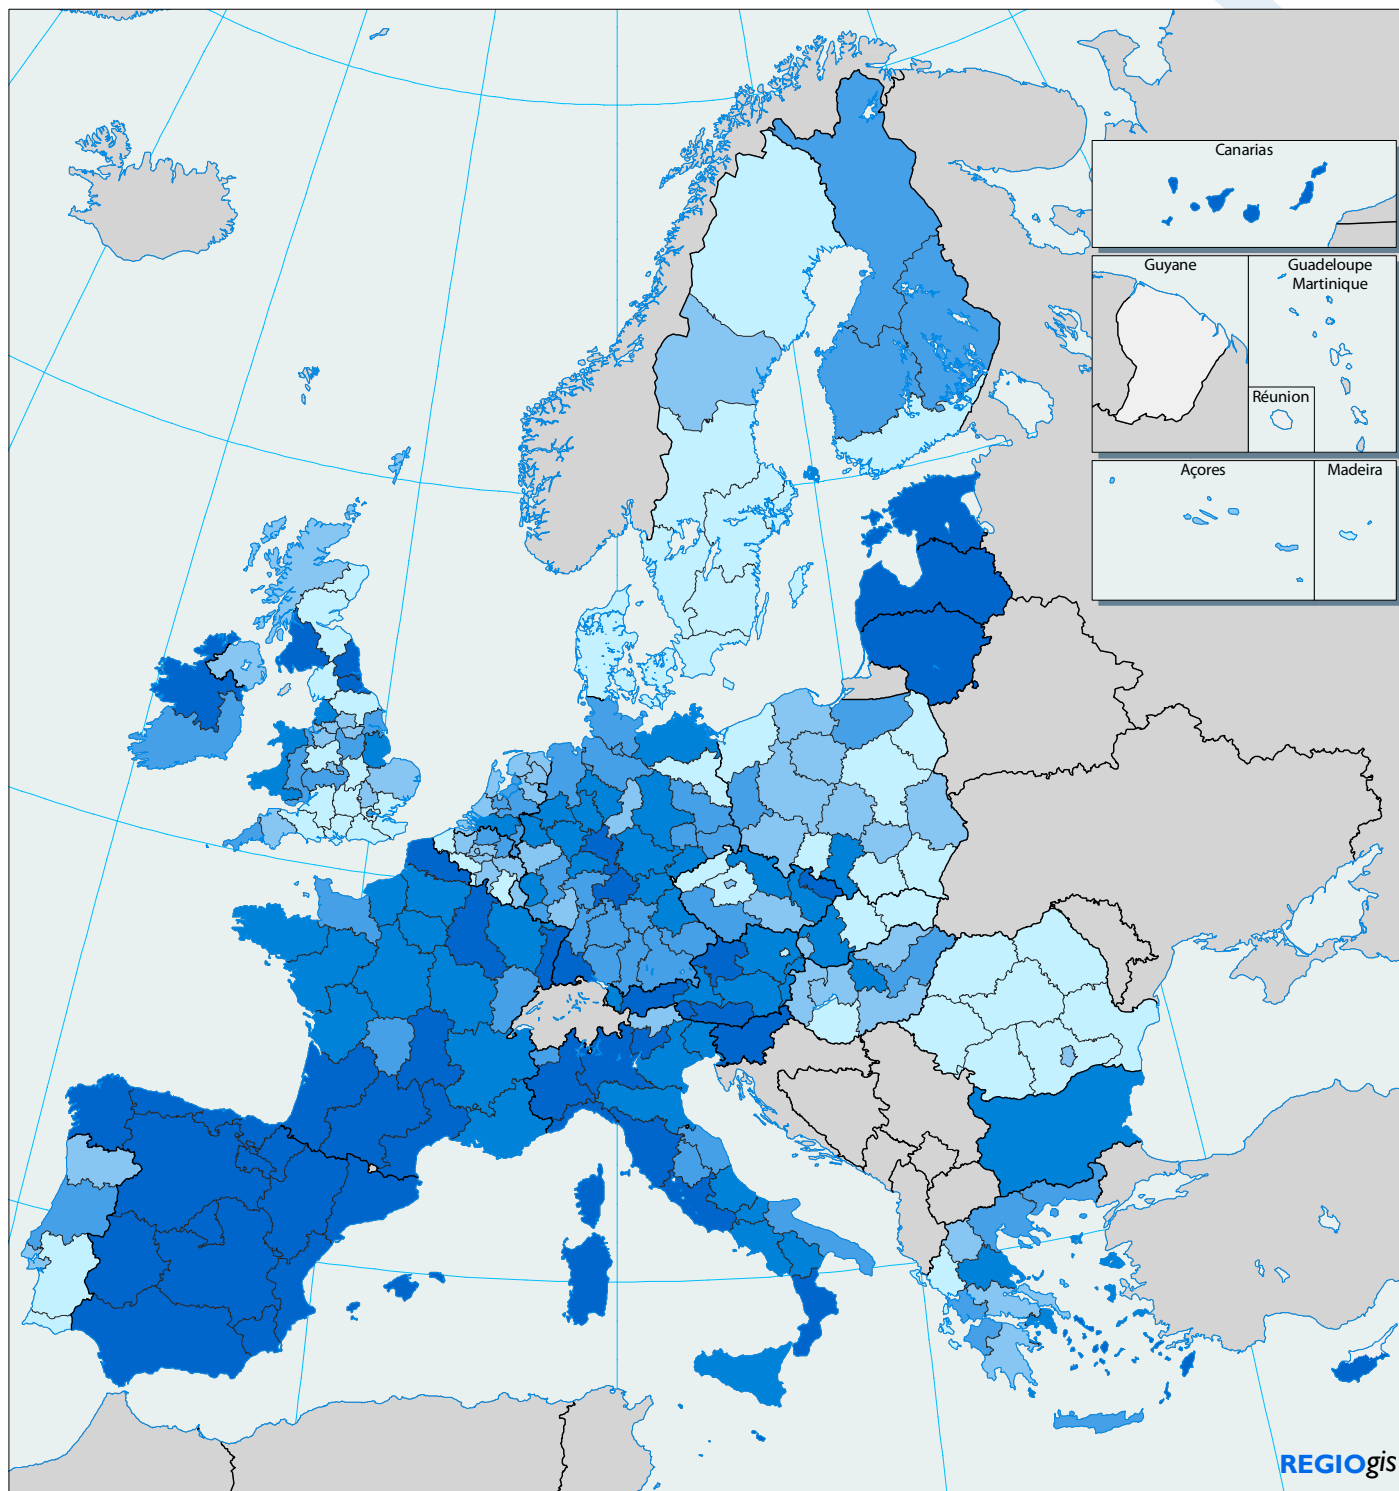 Canarias
Guyane
Guadeloupe
Martinique
Réunion
Açores
Madeira
REGIOgis